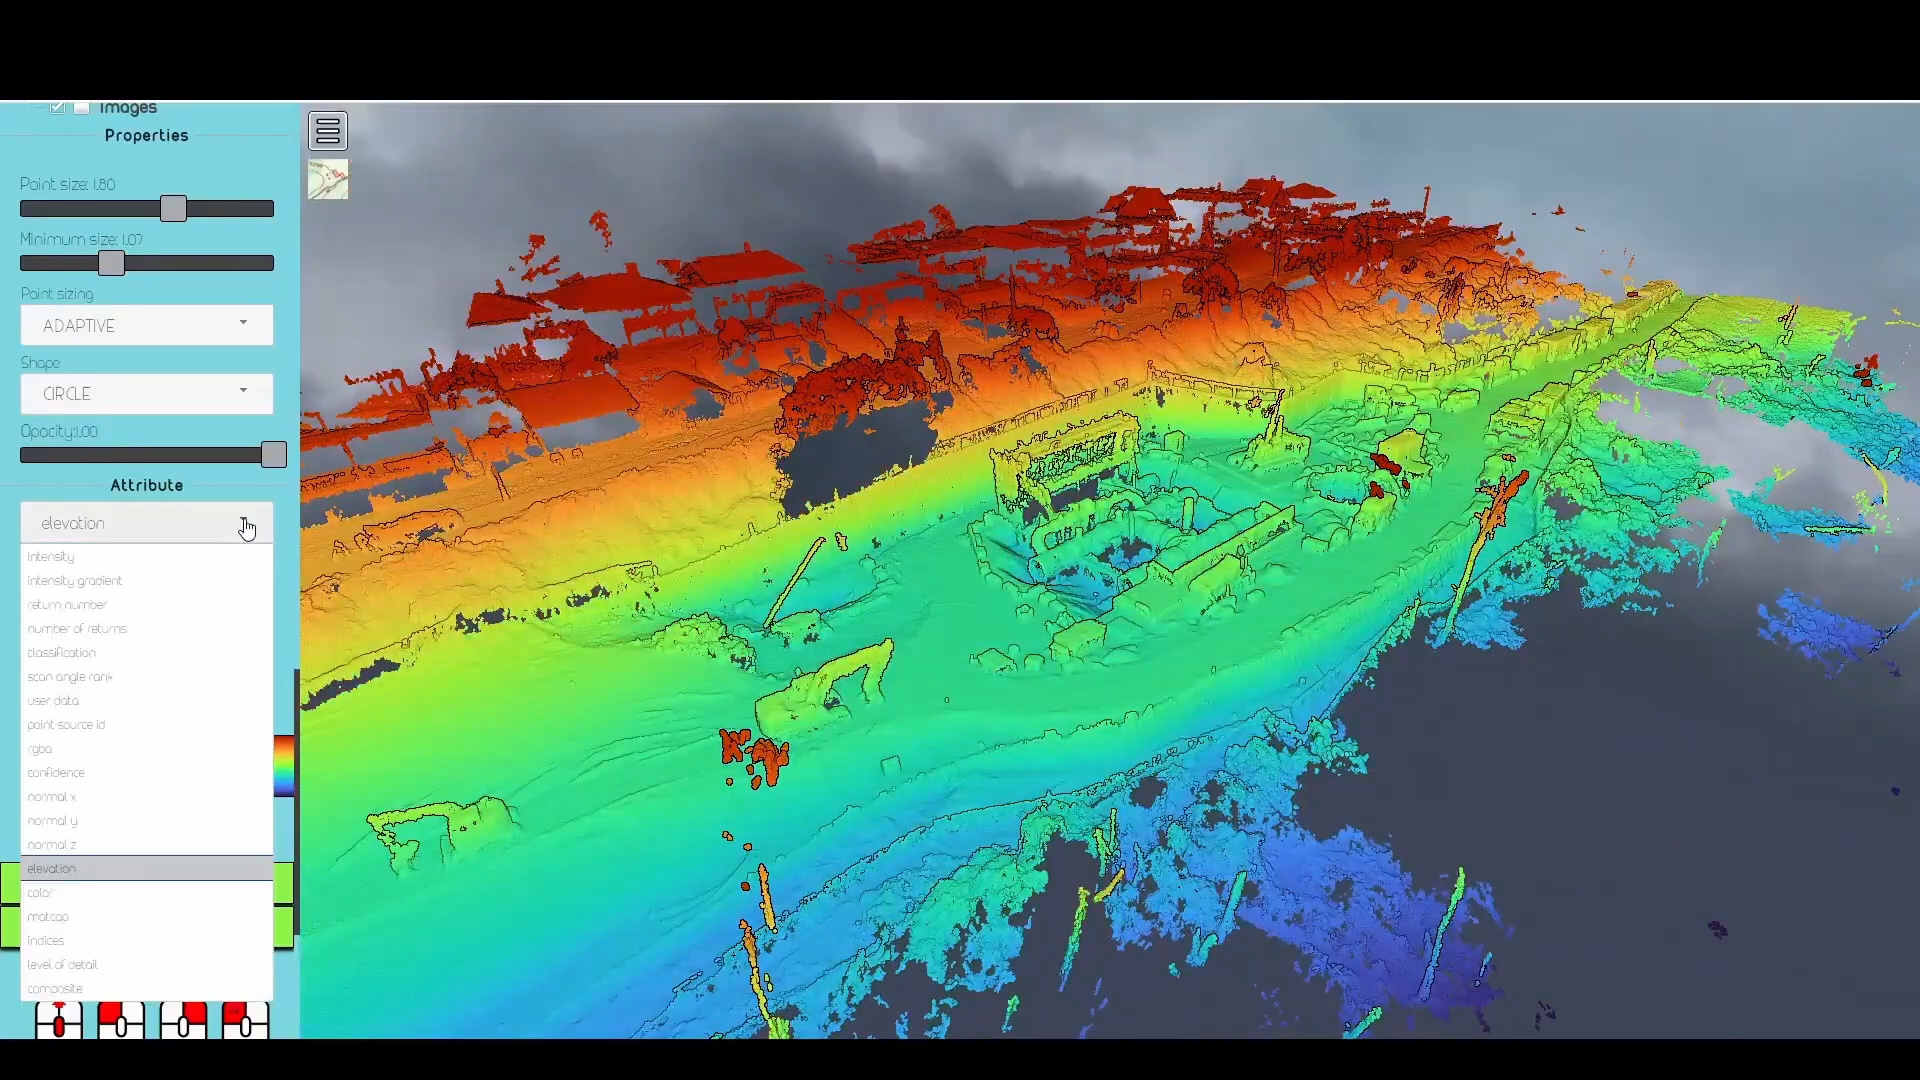 Images
Properties
Point size: 1.80
Minimum size: 1.07
Point sizing
ADAPTIVE
Shape
CIRCLE
Opacity:1.00
Attribute
elevation
intensity
intensity gradient
return number
number of returns
classification
scan angle rank
user data
point source id
rgba
confidence
normal x
normal y
normal z
elevation
color
matcap
indices
level of detail
composite